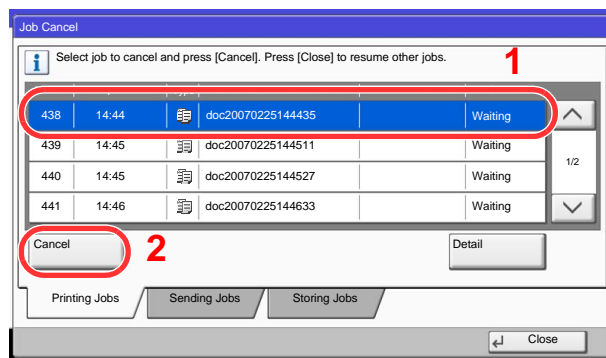 Job Cancel
i Select job to cancel and press [Cancel]. Press [Close] to resume other jobs. 1
438 14:44 doc20070225144435 Waiting
439 14:45 doc20070225144511 Waiting
1/2
440 14:45 doc20070225144527 Waiting
441 14:46 doc20070225144633 Waiting
Cancel 2 Detail
Printing Jobs Sending Jobs Storing Jobs
Close